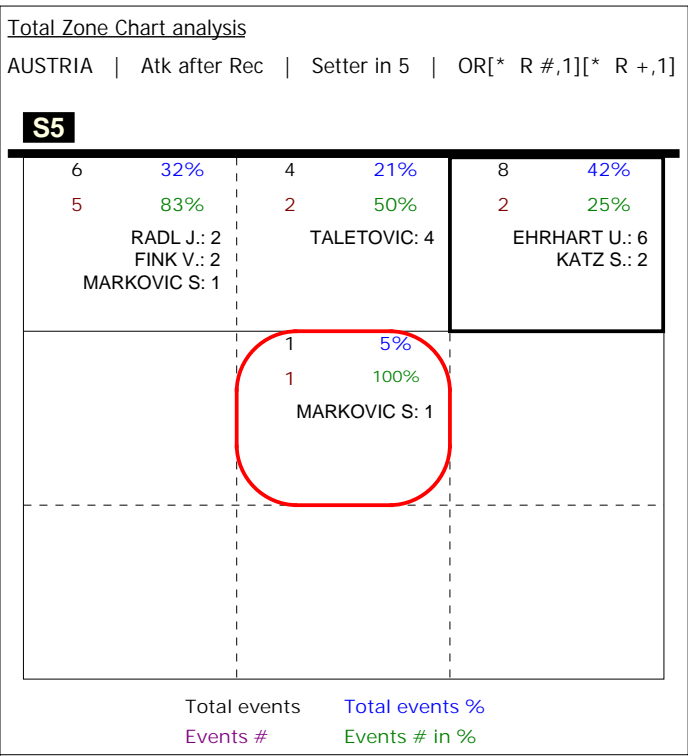 Total Zone Chart analysis
AUSTRIA | Atk after Rec | Setter in 5 | OR[* R #,1][* R +,1]
S5
6 32% 4 21% 8 42%
5 83% 2 50% 2 25%
RADL J.: 2 TALETOVIC: 4 EHRHART U.: 6
FINK V.: 2 KATZ S.: 2
MARKOVIC S: 1
1 5%
1 100%
MARKOVIC S: 1
Total events Total events %
Events # Events # in %